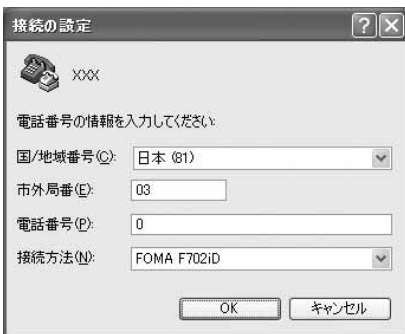 接続の設定
XXX
電話番号の情報を入力してください:
国/地域番号(C): 日本 (81)
市外局番(E): 03
電話番号(P): 0
接続方法(N): FOMA F702iD
OK キャンセル